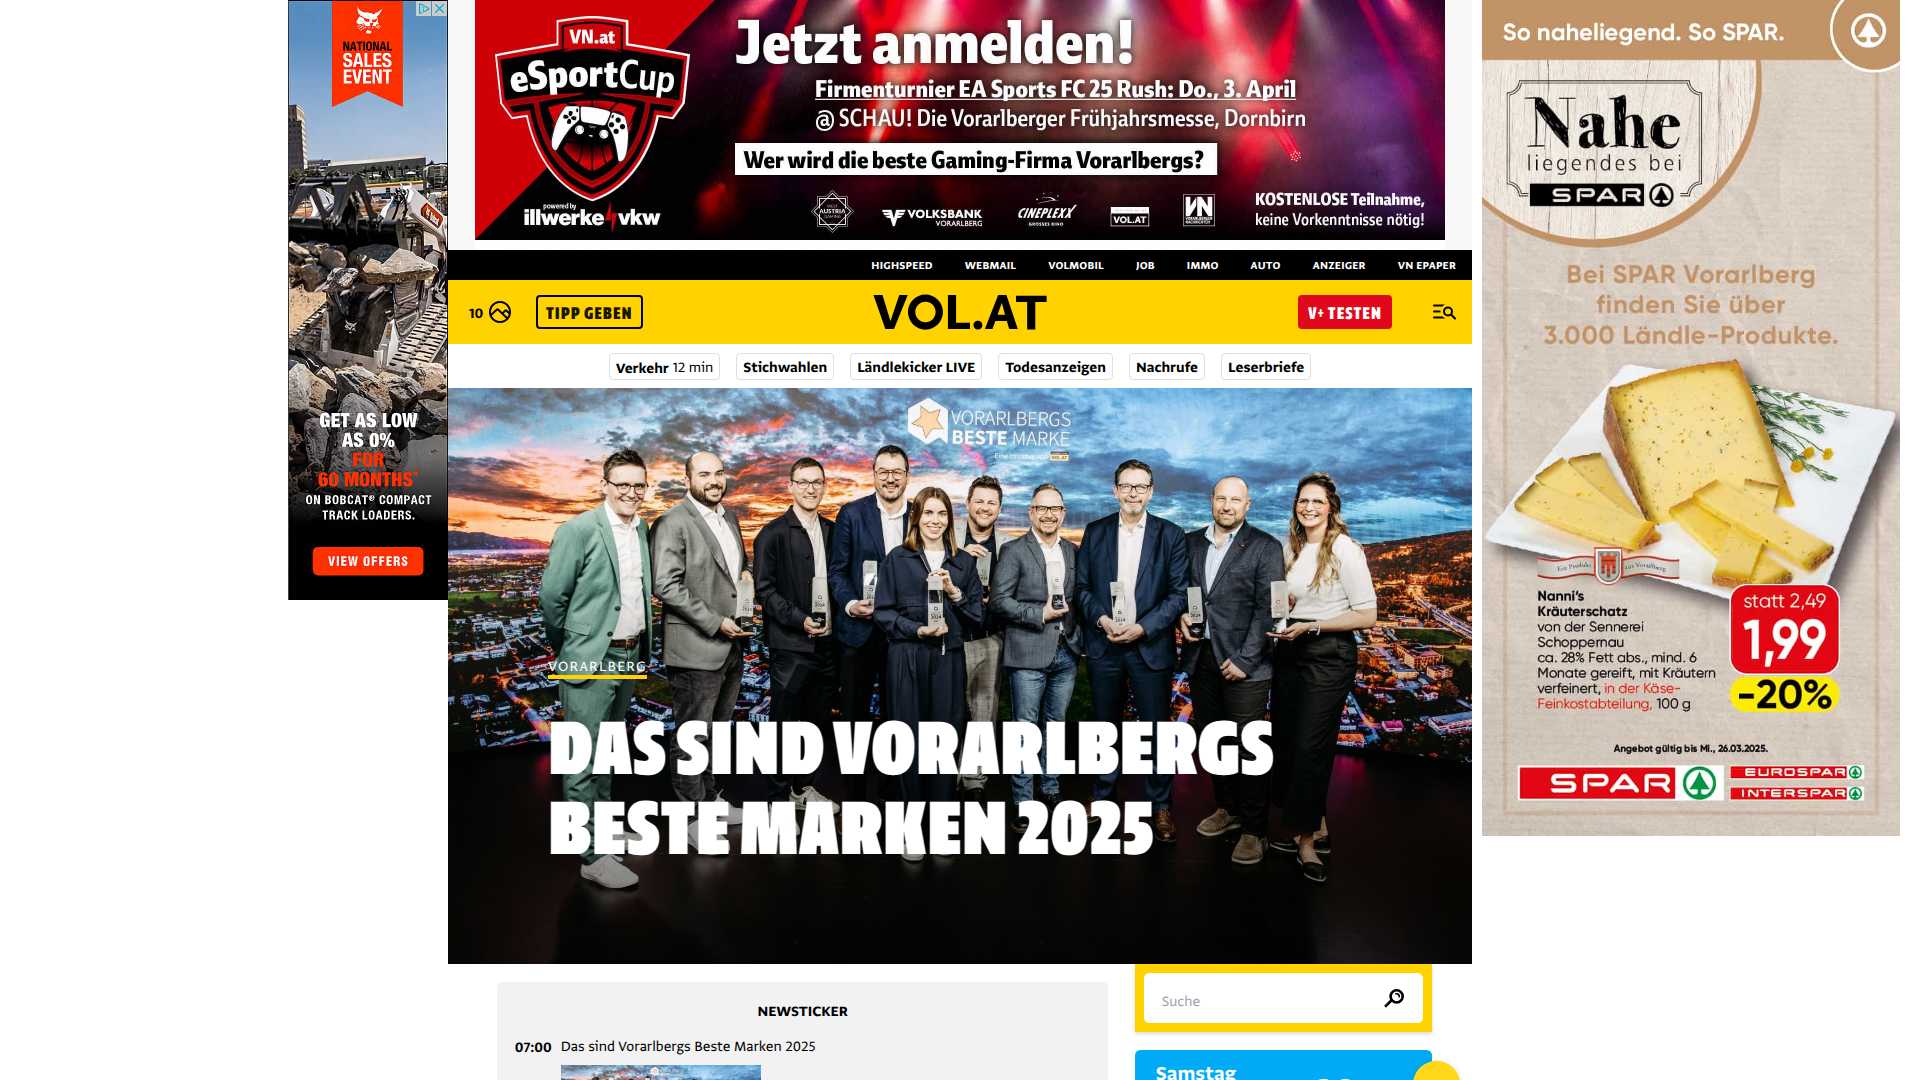 NATIONAL
SALES
EVENT
GET AS LOW
AS 0%
FOR
60 MONTHS*
ON BOBCAT® COMPACT
TRACK LOADERS.
VIEW OFFERS
VN.at
eSportCup
powered by
illwerke vkw
Jetzt anmelden!
Firmenturnier EA Sports FC 25 Rush: Do., 3. April
@ SCHAU! Die Vorarlberger Frühjahrsmesse, Dornbirn
Wer wird die beste Gaming-Firma Vorarlbergs?
AUSTRIA
VOLKSBANK
VORARLBERG
CINEPLEXX
VOL.AT
VN
KOSTENLOSE Teilnahme,
keine Vorkenntnisse nötig!
HIGHSPEED WEBMAIL VOLMOBIL JOB IMMO AUTO ANZEIGER VN EPAPER
10 TIPP GEBEN VOL.AT V+ TESTEN
Verkehr 12 min Stichwahlen Ländlekicker LIVE Todesanzeigen Nachrufe Leserbriefe
VORARLBERGS
BESTE MARKE
VOL.AT
VORARLBERG
DAS SIND VORARLBERGS
BESTE MARKEN 2025
NEWSTICKER
07:00 Das sind Vorarlbergs Beste Marken 2025
Suche
Samstag
So naheliegend. So SPAR.
Nahe
liegendes bei
SPAR
Bei SPAR Vorarlberg
finden Sie über
3.000 Ländle-Produkte.
Ein Produkt aus Vorarlberg
Nanni's
Kräuterschatz
von der Sennerei
Schoppernau
ca. 28% Fett abs., mind. 6
Monate gereift, mit Kräutern
verfeinert, in der Käse-
Feinkostabteilung, 100 g
statt 2,49
1,99
-20%
Angebot gültig bis Mi., 26.03.2025.
SPAR
EUROSPAR
INTERSPAR